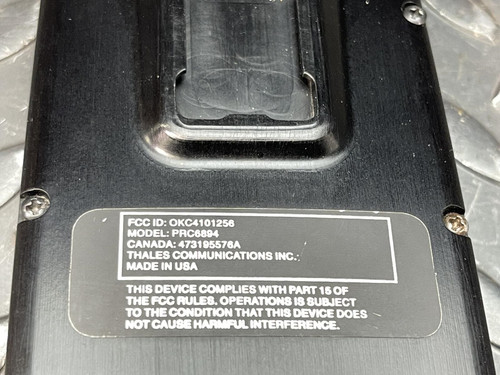 FCC ID: OKC4101256
MODEL: PRC6894
CANADA: 473195576A
THALES COMMUNICATIONS INC.
MADE IN USA
THIS DEVICE COMPLIES WITH PART 15 OF
THE FCC RULES. OPERATIONS IS SUBJECT
TO THE CONDITION THAT THIS DEVICE DOES
NOT CAUSE HARMFUL INTERFERENCE.